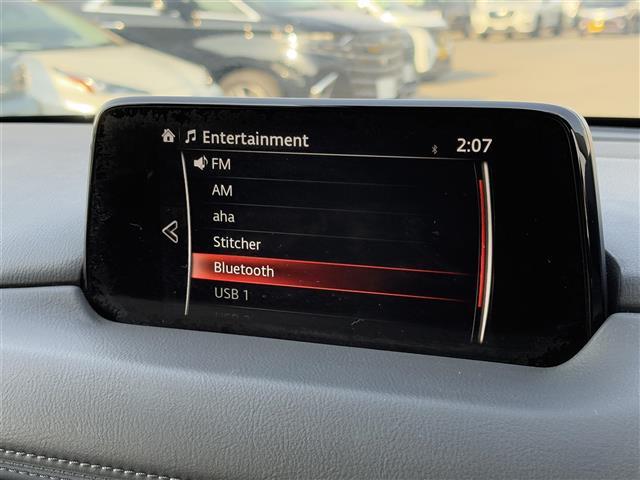 Entertainment 2:07
FM
AM
aha
Stitcher
Bluetooth
USB 1